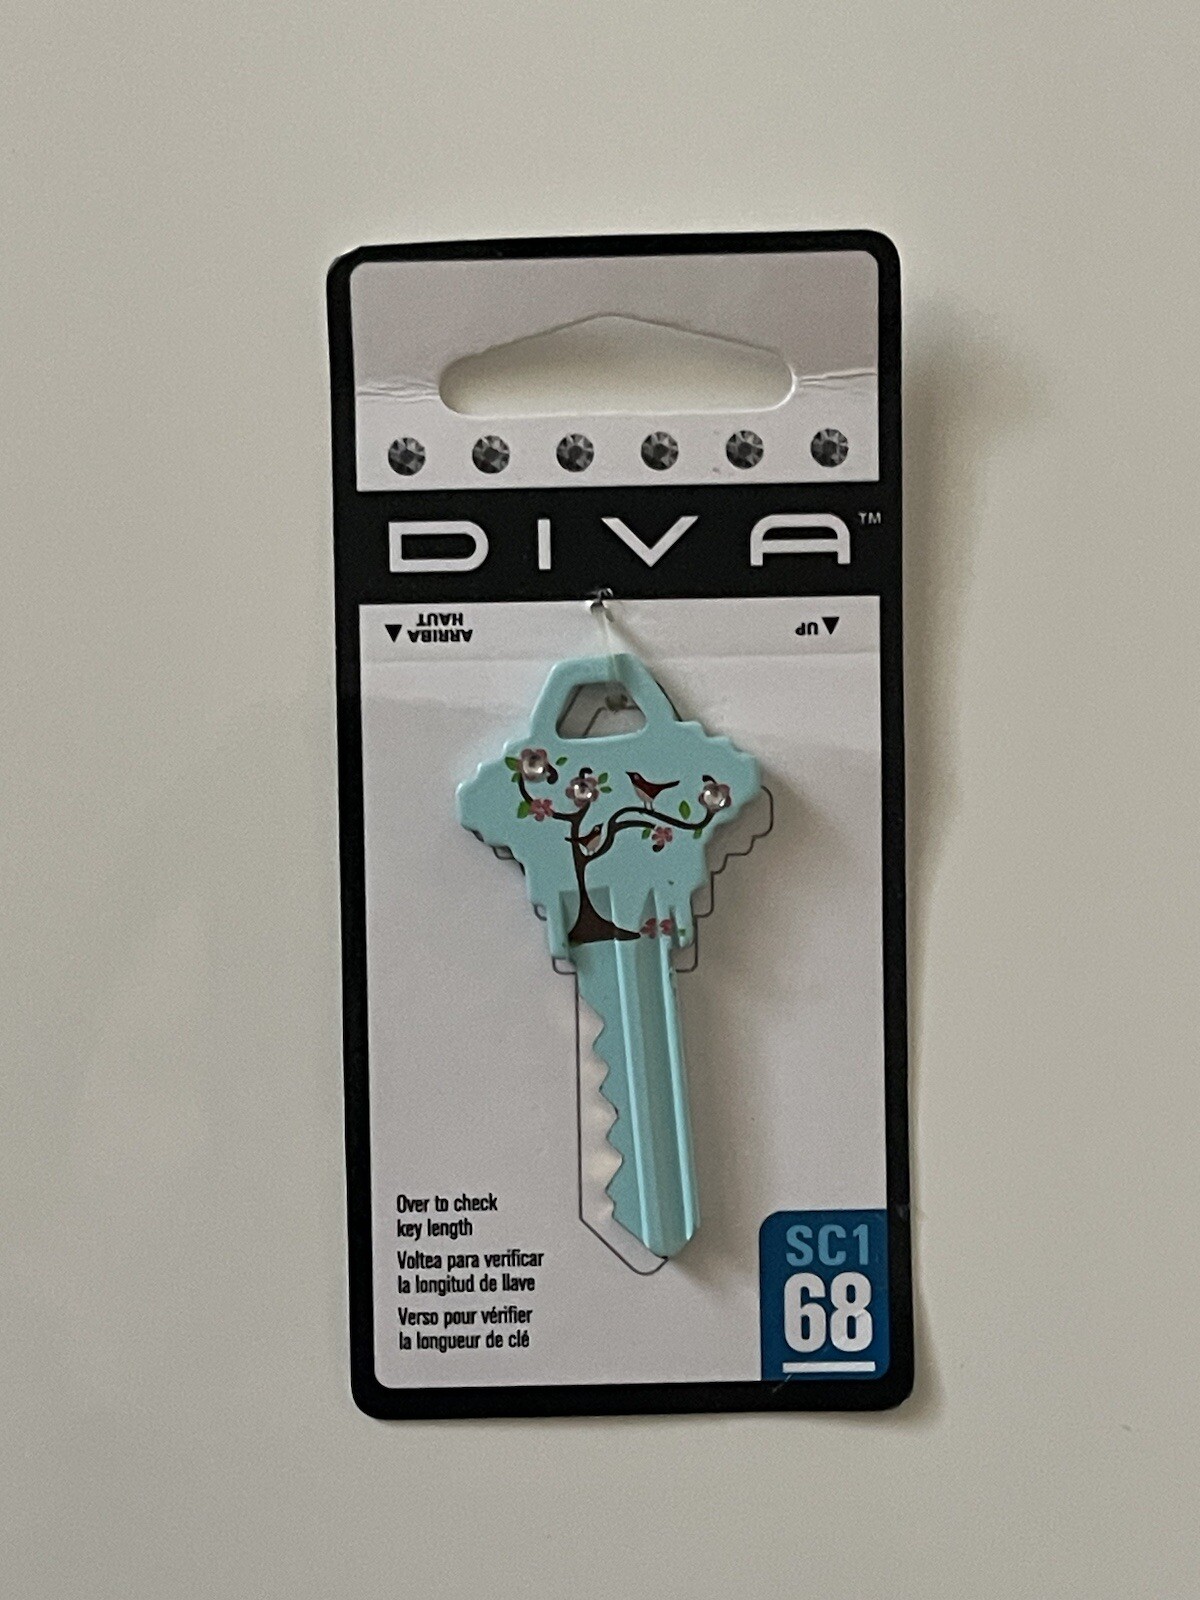 DIVA™
ARRIBA
HAUT
UP
Over to check
key length
Voltea para verificar
la longitud de llave
Verso pour vérifier
la longueur de clé
SC1
68